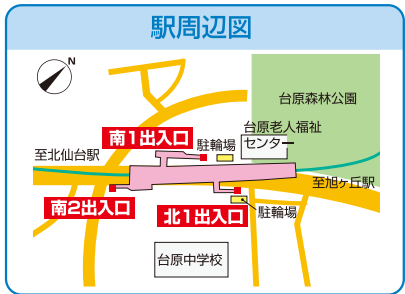 駅周辺図
N
台原森林公園
南1出入口
駐輪場
台原老人福祉
センター
至北仙台駅
至旭ヶ丘駅
南2出入口
北1出入口
駐輪場
台原中学校